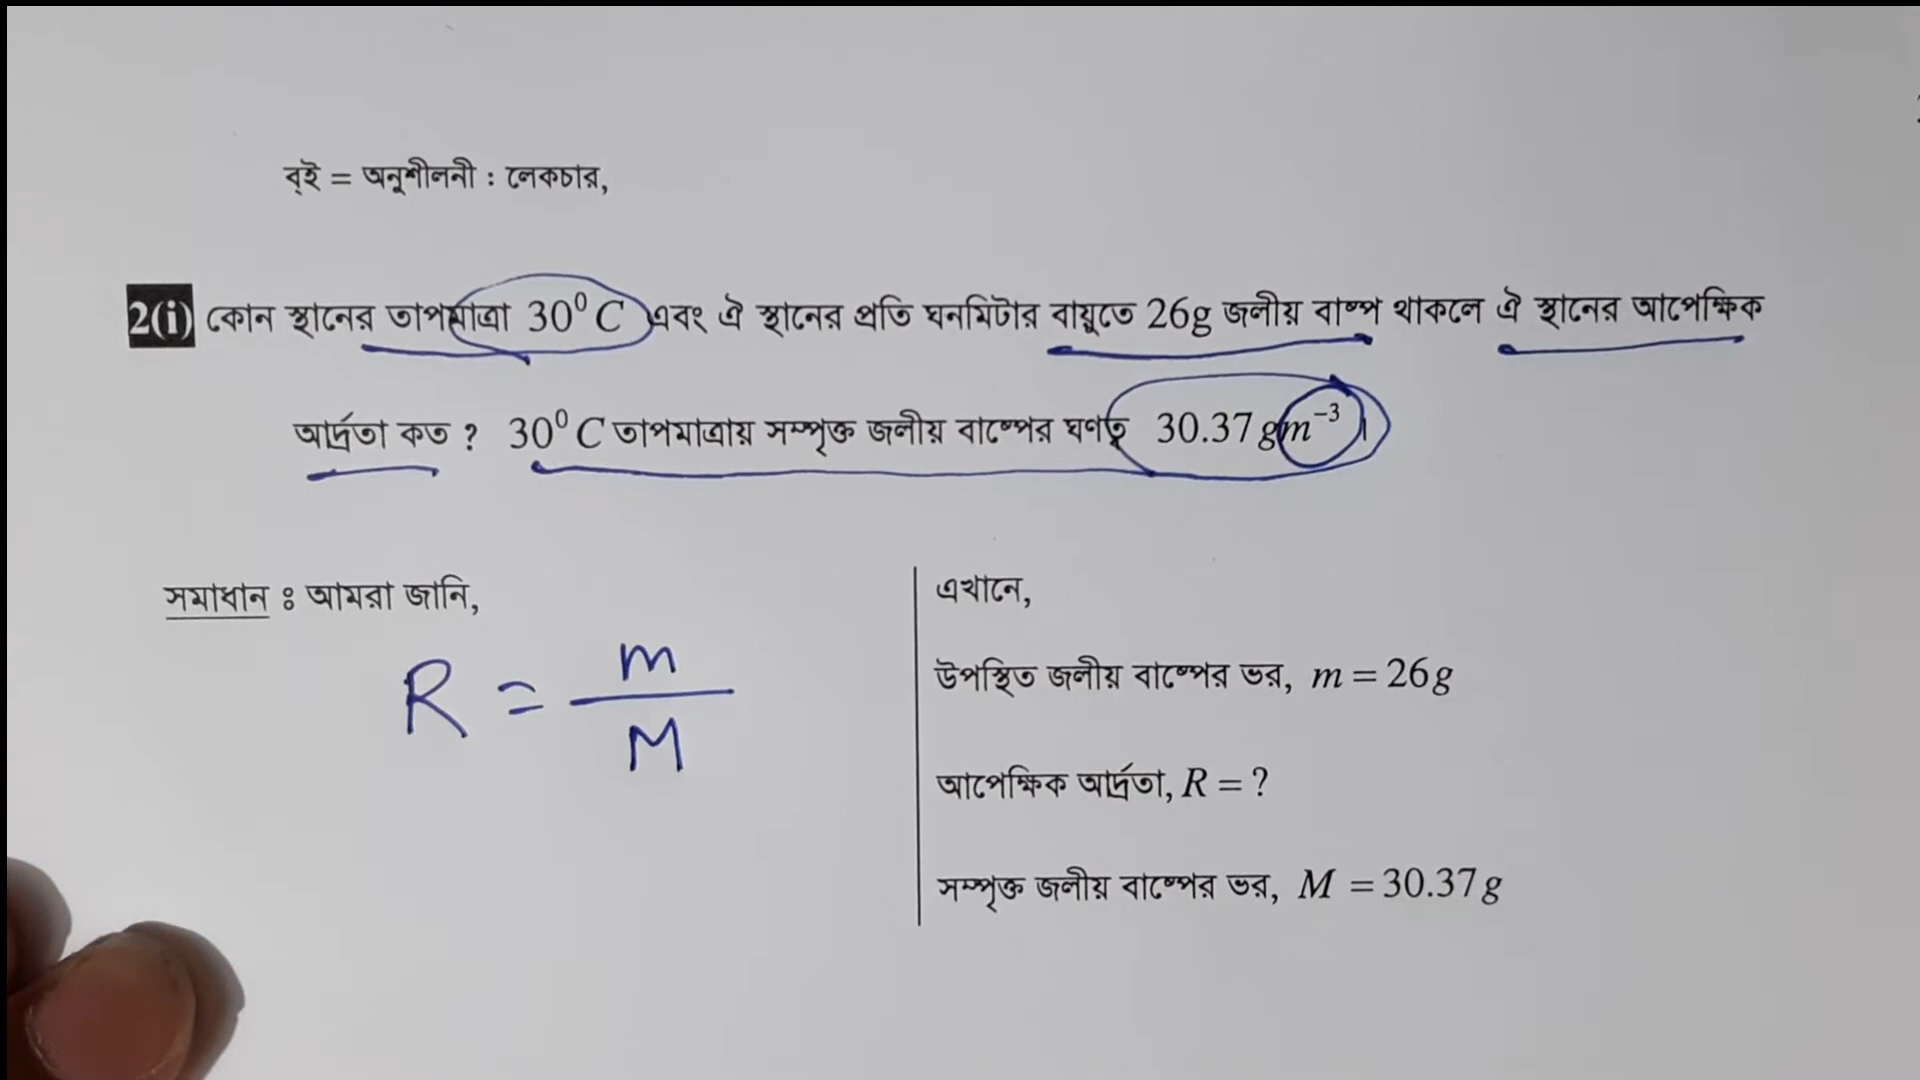 বই = অনুশীলনী : লেকচার,
2(i) কোন স্থানের তাপমাত্রা 30⁰ C এবং ঐ স্থানের প্রতি ঘনমিটার বায়ুতে 26g জলীয় বাষ্প থাকলে ঐ স্থানের আপেক্ষিক
আর্দ্রতা কত ? 30⁰ C তাপমাত্রায় সম্পৃক্ত জলীয় বাষ্পের ঘণত্ব 30.37 gm⁻³ ।
সমাধান ঃ আমরা জানি,
R = m/M
এখানে,
উপস্থিত জলীয় বাষ্পের ভর, m = 26g
আপেক্ষিক আর্দ্রতা, R = ?
সম্পৃক্ত জলীয় বাষ্পের ভর, M = 30.37g